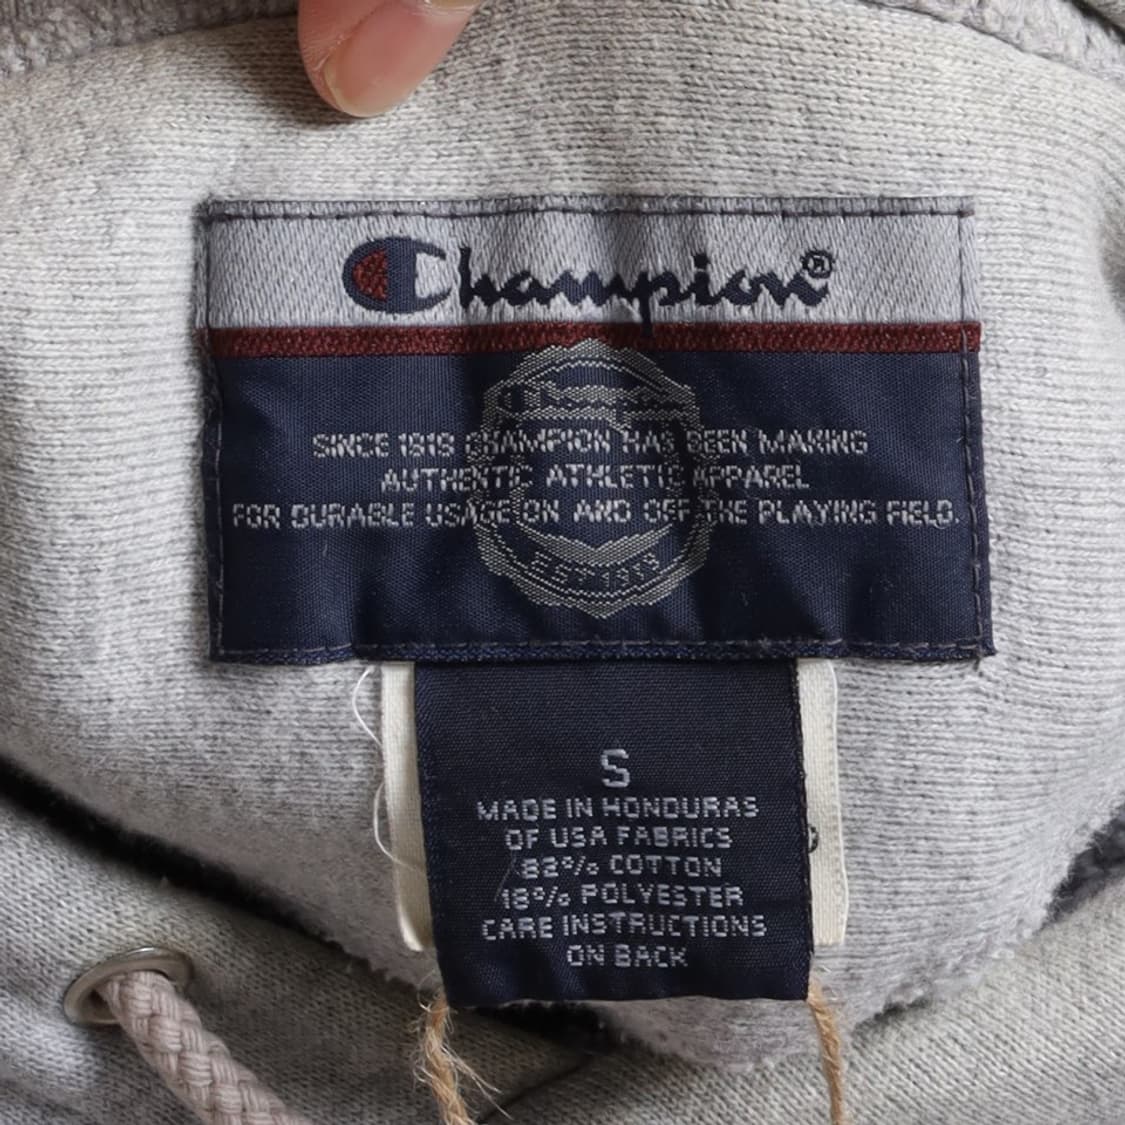 Champion®
Champion
SINCE 1919 CHAMPION HAS BEEN MAKING
AUTHENTIC ATHLETIC APPAREL
FOR DURABLE USAGE ON AND OFF THE PLAYING FIELD.
EST 1919
S
MADE IN HONDURAS
OF USA FABRICS
82% COTTON
18% POLYESTER
CARE INSTRUCTIONS
ON BACK